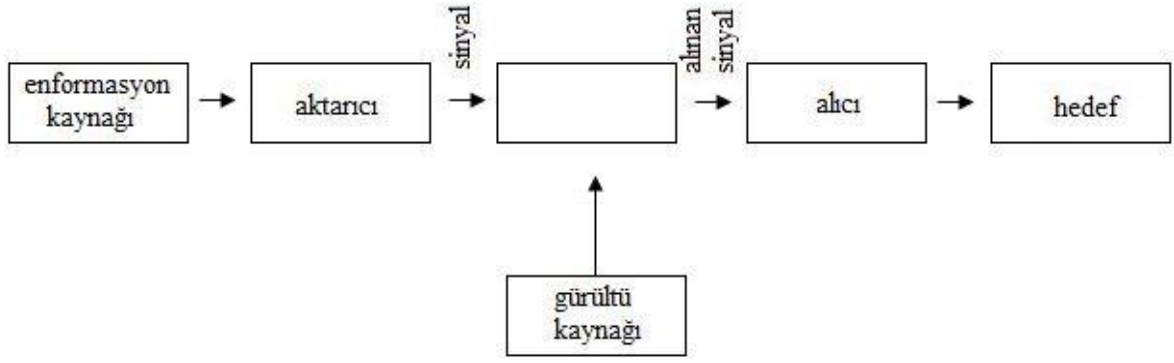 enformasyon
kaynağı
aktarıcı
sinyal
alınan
sinyal
alıcı
hedef
gürültü
kaynağı